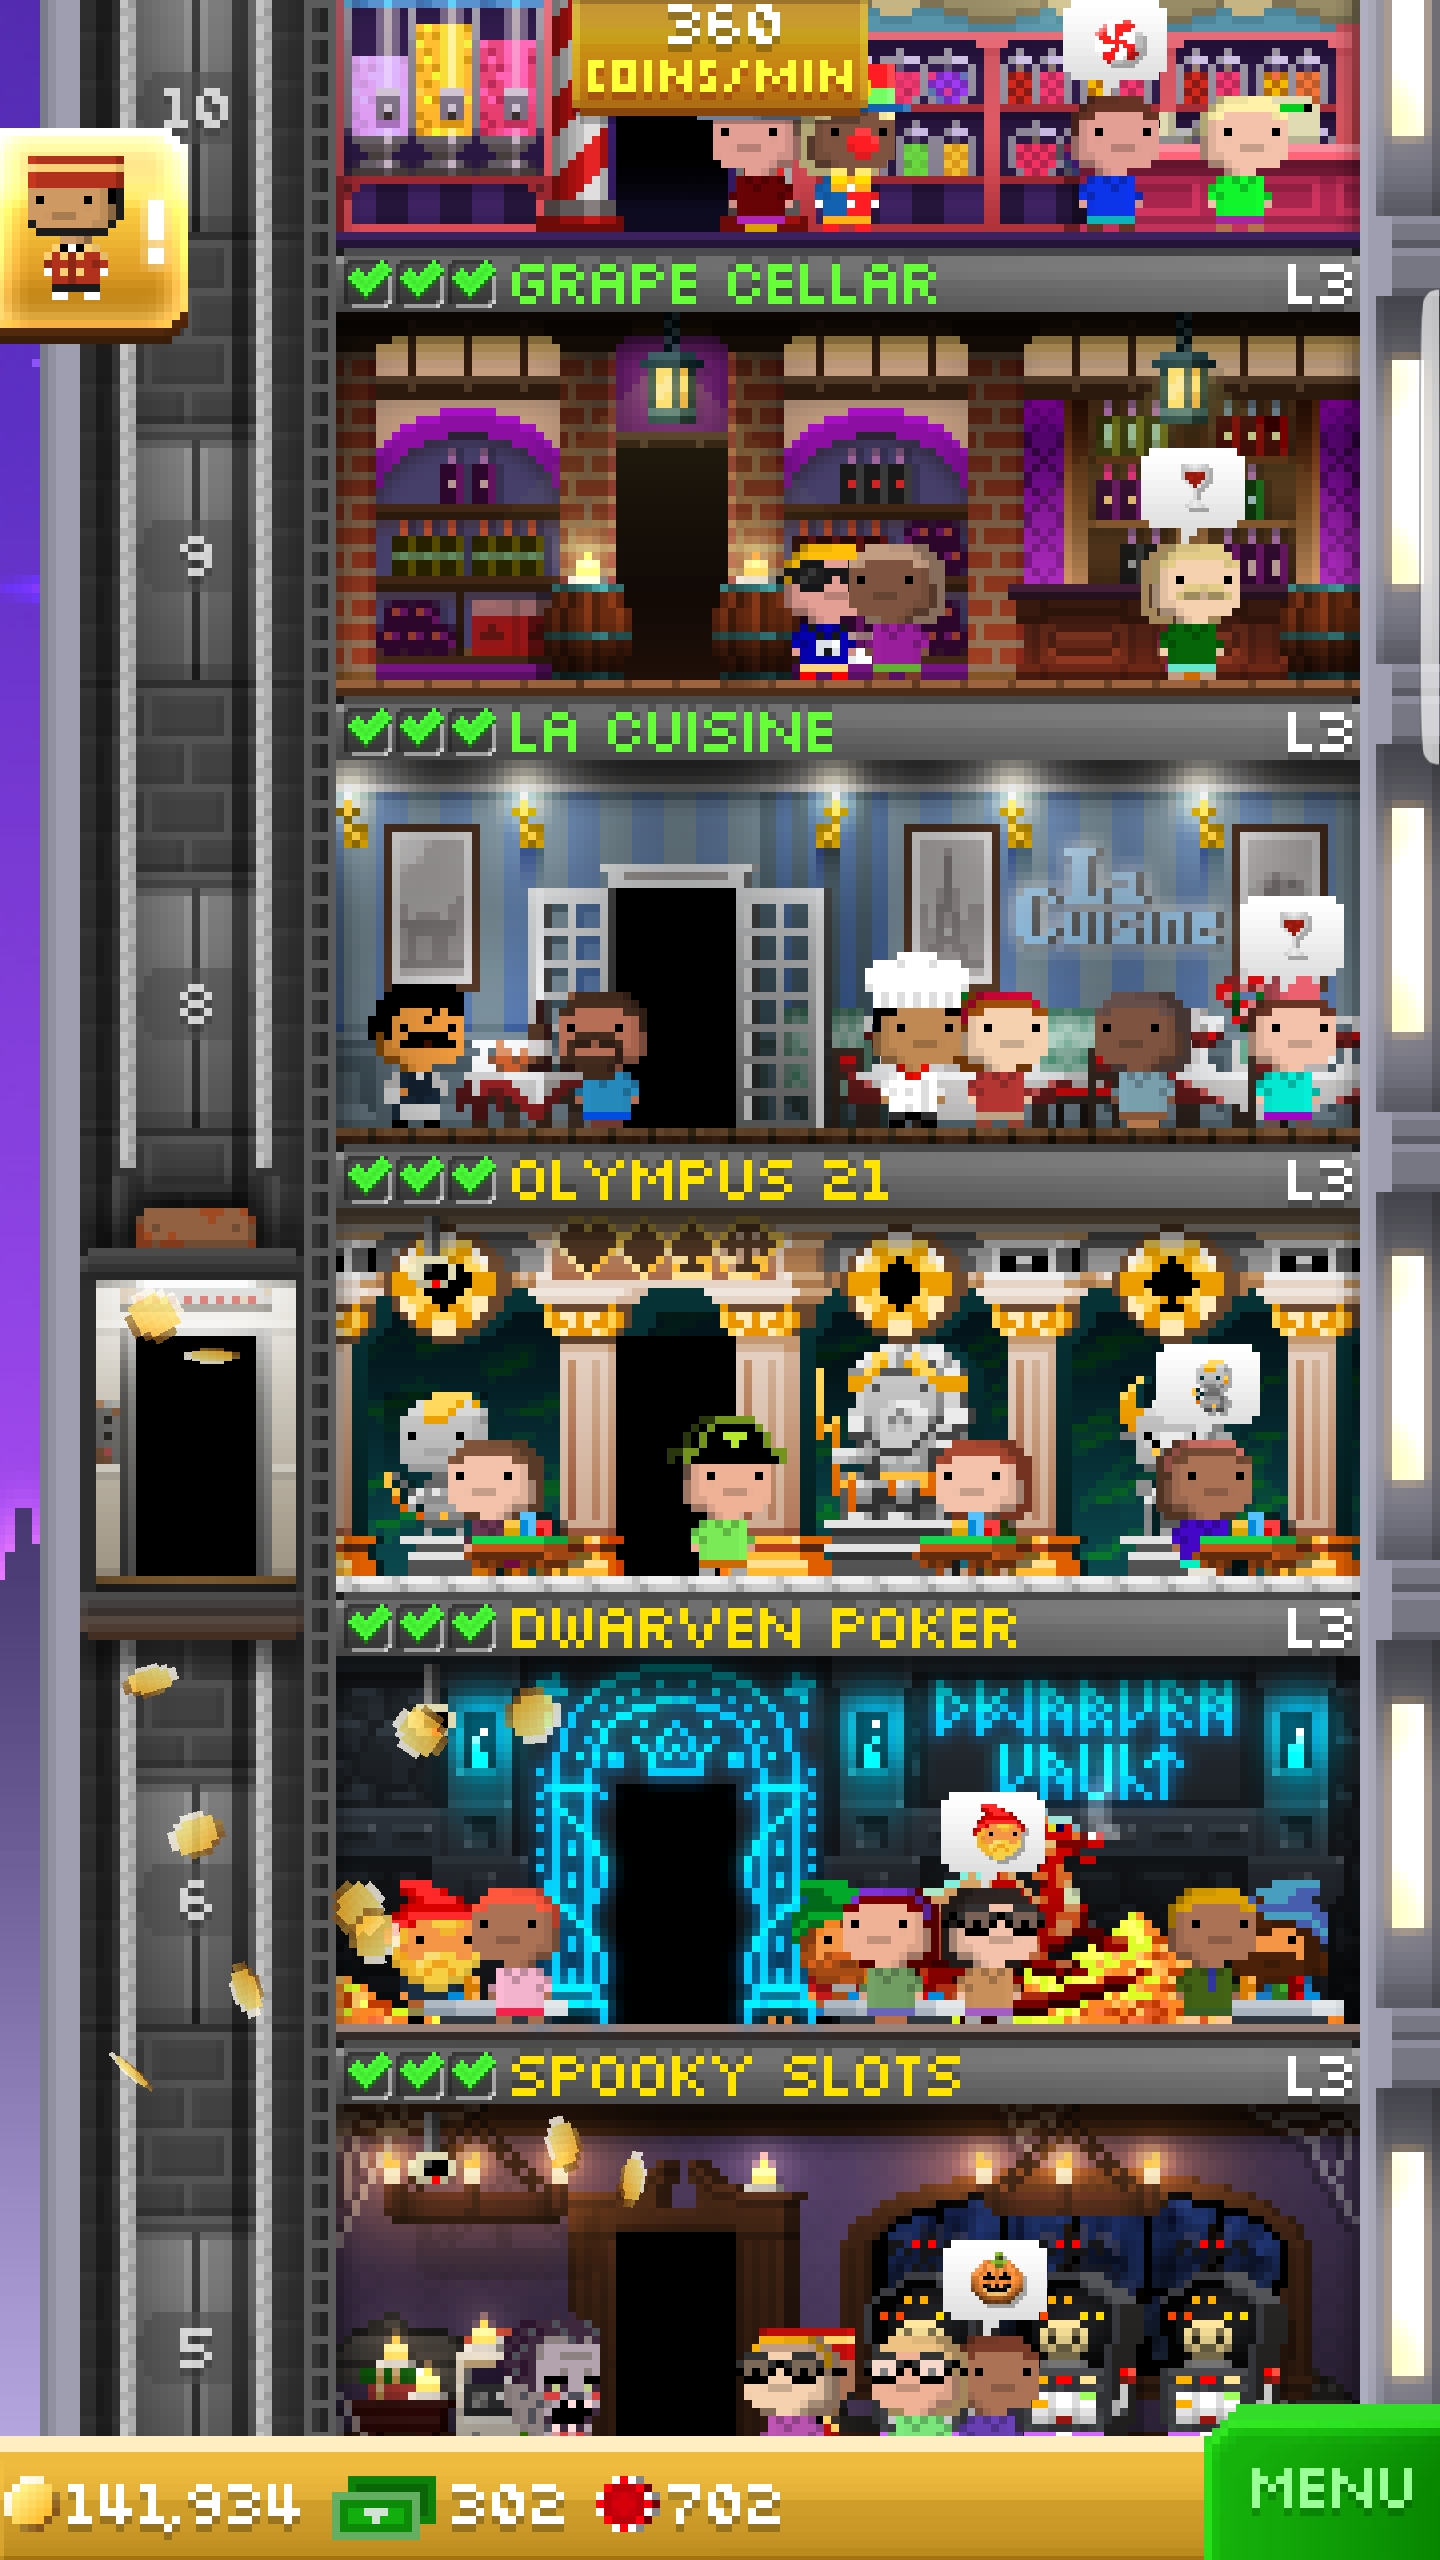 360
COINS/MIN
10
!
GRAPE CELLAR L3
9
LA CUISINE L3
La
Cuisine
8
OLYMPUS 21 L3
DWARVEN POKER L3
DWARVEN
VAULT
6
SPOOKY SLOTS L3
5
141,934 302 702
MENU